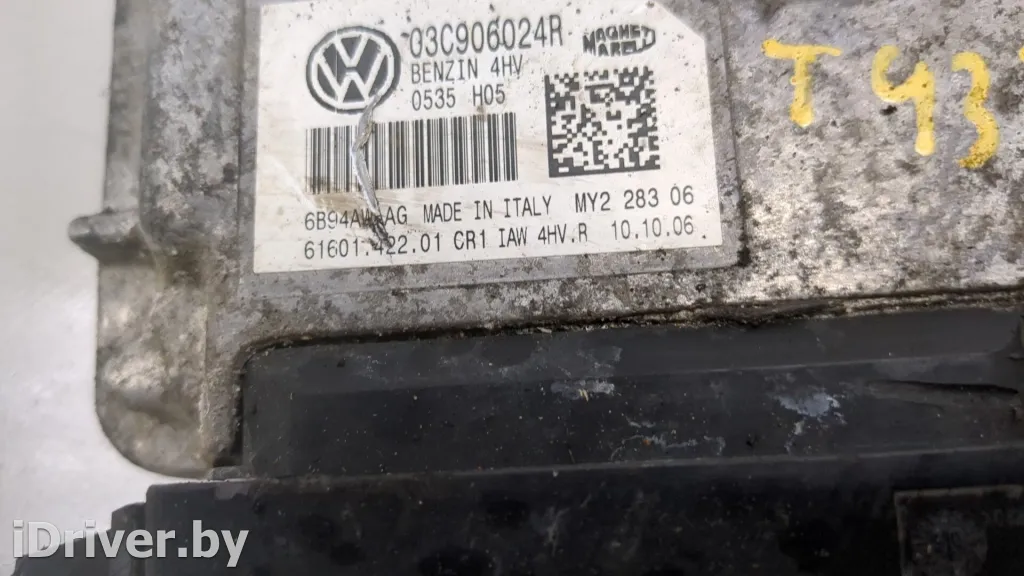 03C906024R
MAGNETI
MARELLI
BENZIN 4HV
0535 H05
MADE IN ITALY MY2 283 06
61601.422.01 CR1 IAW 4HV.R 10.10.06.
T 93
iDriver.by